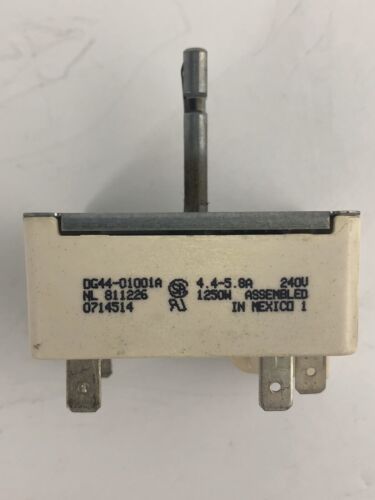 DG44-01001A 4.4-5.8A 240V
NL 811226 1250W ASSEMBLED
0714514 IN MEXICO 1